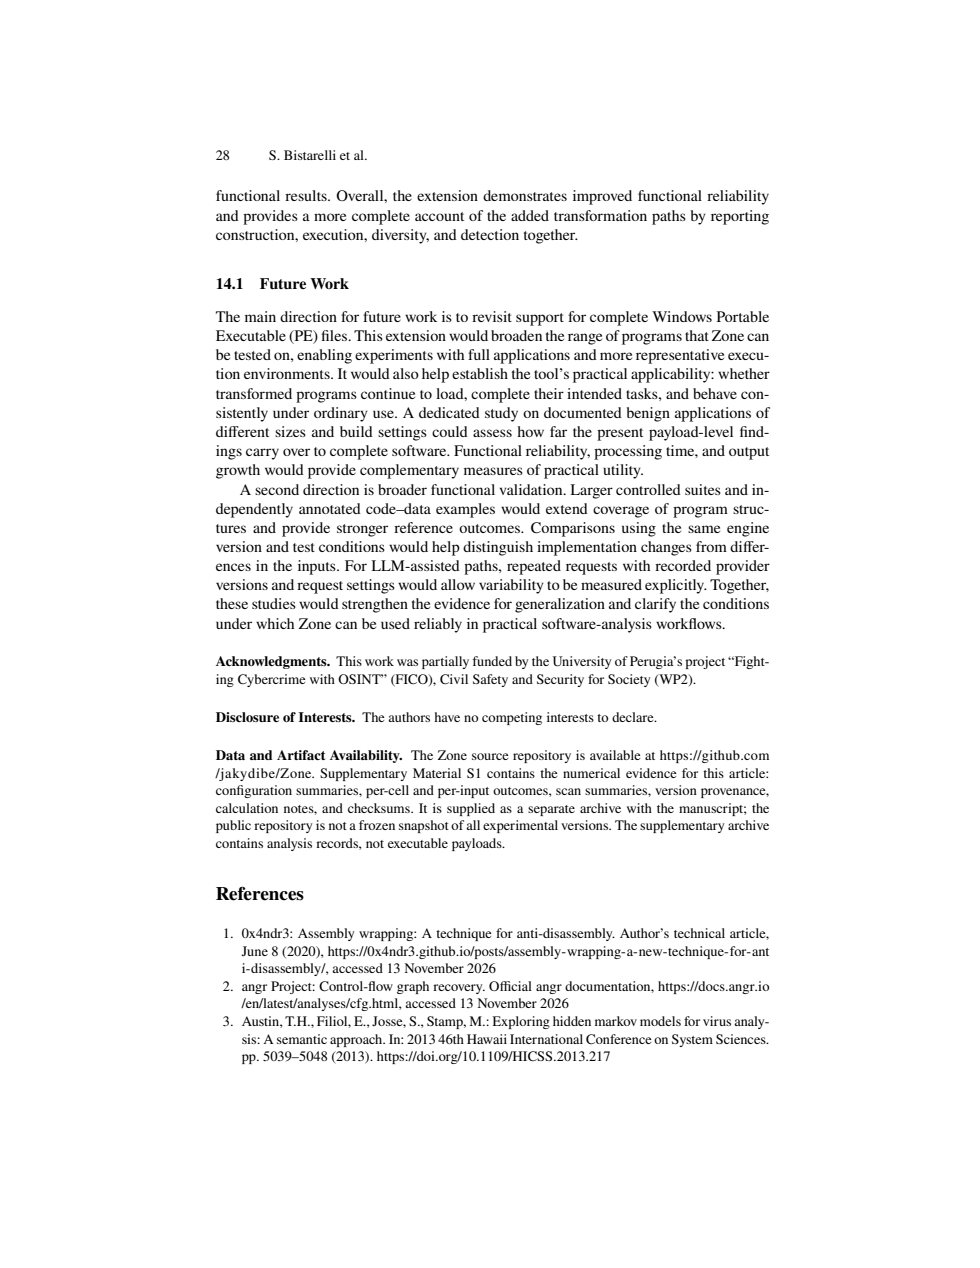 28 S. Bistarelli et al.
functional results. Overall, the extension demonstrates improved functional reliability
and provides a more complete account of the added transformation paths by reporting
construction, execution, diversity, and detection together.
14.1 Future Work
The main direction for future work is to revisit support for complete Windows Portable
Executable (PE) files. This extension would broaden the range of programs that Zone can
be tested on, enabling experiments with full applications and more representative execu-
tion environments. It would also help establish the tool’s practical applicability: whether
transformed programs continue to load, complete their intended tasks, and behave con-
sistently under ordinary use. A dedicated study on documented benign applications of
different sizes and build settings could assess how far the present payload-level find-
ings carry over to complete software. Functional reliability, processing time, and output
growth would provide complementary measures of practical utility.
A second direction is broader functional validation. Larger controlled suites and in-
dependently annotated code–data examples would extend coverage of program struc-
tures and provide stronger reference outcomes. Comparisons using the same engine
version and test conditions would help distinguish implementation changes from differ-
ences in the inputs. For LLM-assisted paths, repeated requests with recorded provider
versions and request settings would allow variability to be measured explicitly. Together,
these studies would strengthen the evidence for generalization and clarify the conditions
under which Zone can be used reliably in practical software-analysis workflows.
Acknowledgments. This work was partially funded by the University of Perugia’s project “Fight-
ing Cybercrime with OSINT” (FICO), Civil Safety and Security for Society (WP2).
Disclosure of Interests. The authors have no competing interests to declare.
Data and Artifact Availability. The Zone source repository is available at https://github.com
/jakydibe/Zone. Supplementary Material S1 contains the numerical evidence for this article:
configuration summaries, per-cell and per-input outcomes, scan summaries, version provenance,
calculation notes, and checksums. It is supplied as a separate archive with the manuscript; the
public repository is not a frozen snapshot of all experimental versions. The supplementary archive
contains analysis records, not executable payloads.
References
1. 0x4ndr3: Assembly wrapping: A technique for anti-disassembly. Author’s technical article,
June 8 (2020), https://0x4ndr3.github.io/posts/assembly-wrapping-a-new-technique-for-ant
i-disassembly/, accessed 13 November 2026
2. angr Project: Control-flow graph recovery. Official angr documentation, https://docs.angr.io
/en/latest/analyses/cfg.html, accessed 13 November 2026
3. Austin, T.H., Filiol, E., Josse, S., Stamp, M.: Exploring hidden markov models for virus analy-
sis: A semantic approach. In: 2013 46th Hawaii International Conference on System Sciences.
pp. 5039–5048 (2013). https://doi.org/10.1109/HICSS.2013.217